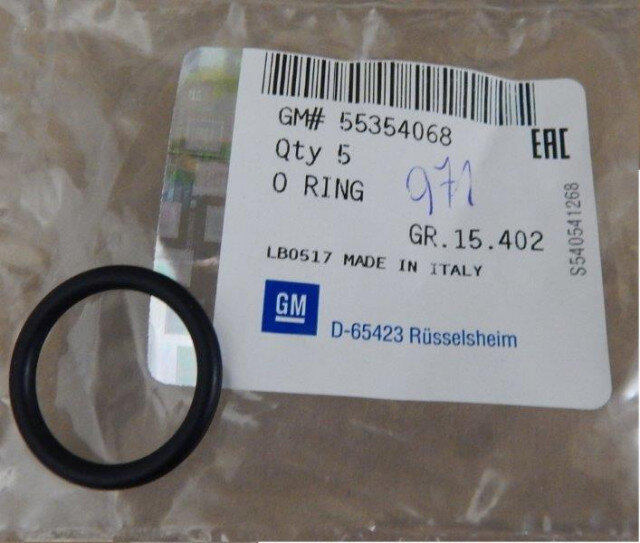 GM# 55354068
Qty 5
EAC
O RING
971
GR.15.402
S540541268
LB0517 MADE IN ITALY
GM
D-65423 Rüsselsheim